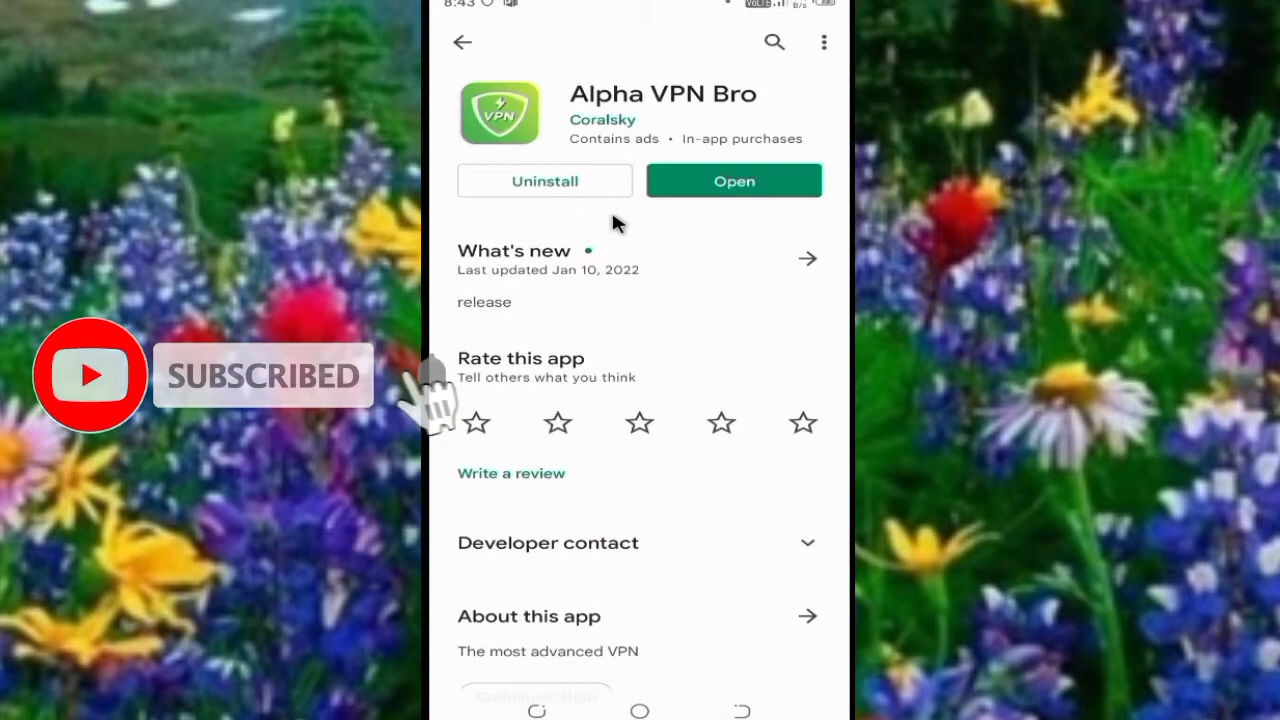 8:43
VoLTE
B/s
Alpha VPN Bro
VPN
Coralsky
Contains ads • In-app purchases
Uninstall
Open
What's new •
Last updated Jan 10, 2022
release
Rate this app
Tell others what you think
SUBSCRIBED
Write a review
Developer contact
About this app
The most advanced VPN